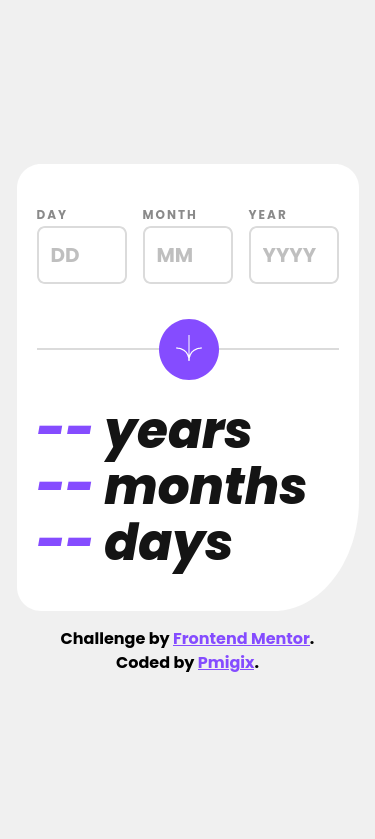 DAY MONTH YEAR
DD MM YYYY
-- years
-- months
-- days
Challenge by Frontend Mentor.
Coded by Pmigix.